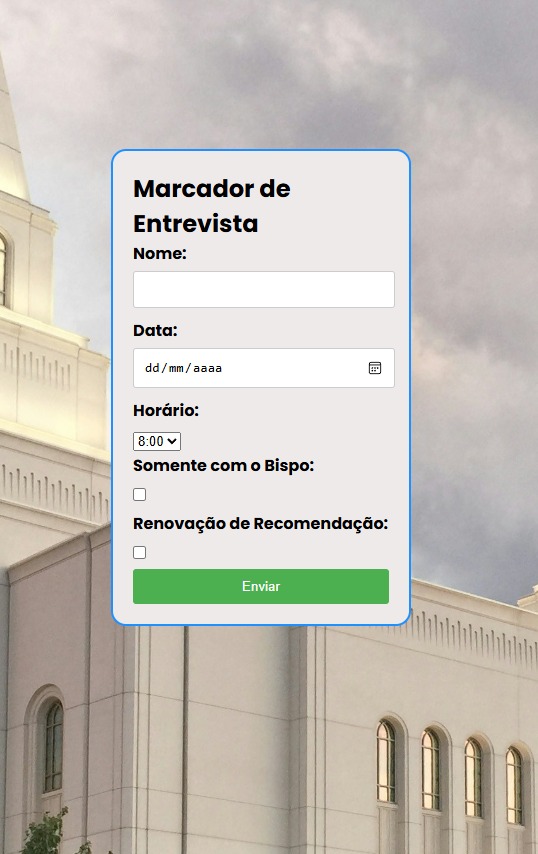 Marcador de
Entrevista
Nome:
Data:
dd/mm/aaaa
Horário:
8:00
Somente com o Bispo:
Renovação de Recomendação:
Enviar